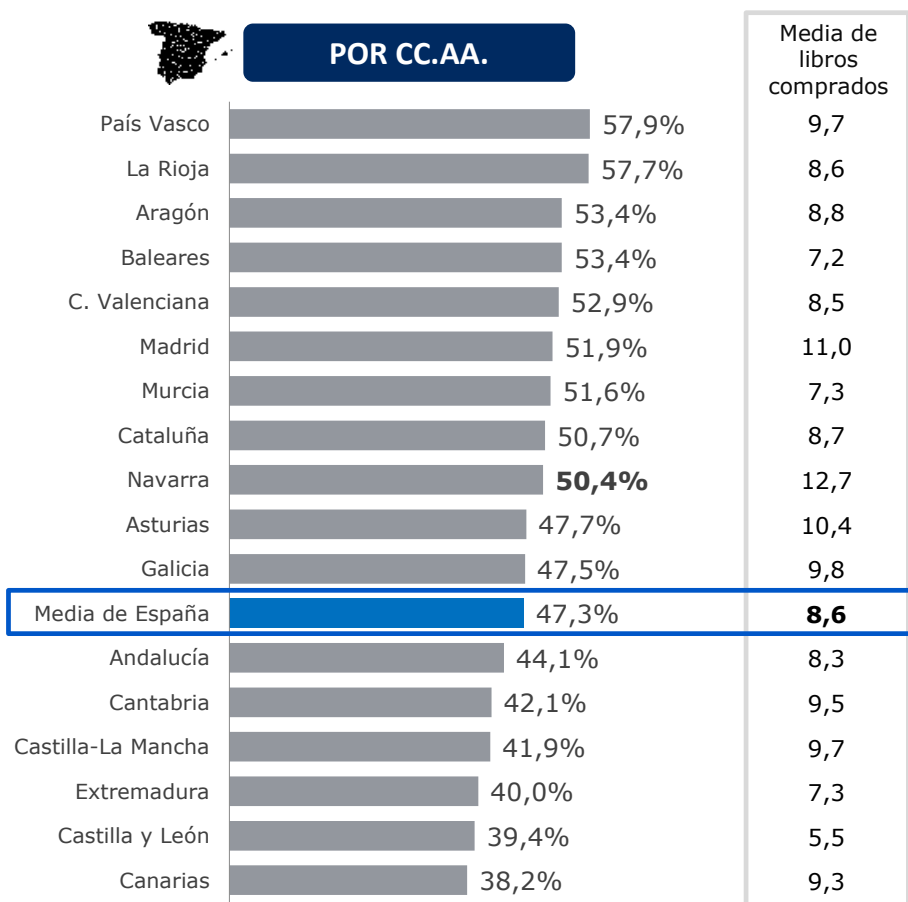 POR CC.AA.
Media de
libros
comprados
País Vasco 57,9% 9,7
La Rioja 57,7% 8,6
Aragón 53,4% 8,8
Baleares 53,4% 7,2
C. Valenciana 52,9% 8,5
Madrid 51,9% 11,0
Murcia 51,6% 7,3
Cataluña 50,7% 8,7
Navarra 50,4% 12,7
Asturias 47,7% 10,4
Galicia 47,5% 9,8
Media de España 47,3% 8,6
Andalucía 44,1% 8,3
Cantabria 42,1% 9,5
Castilla-La Mancha 41,9% 9,7
Extremadura 40,0% 7,3
Castilla y León 39,4% 5,5
Canarias 38,2% 9,3